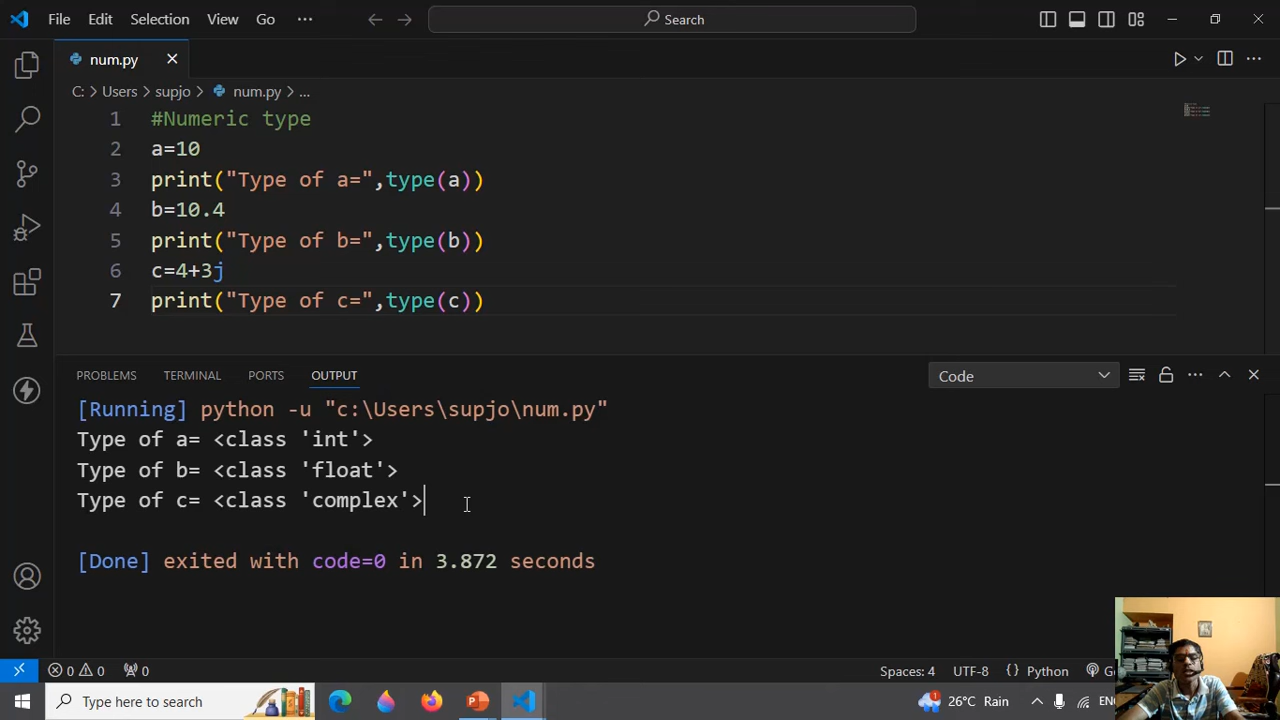 File Edit Selection View Go ... Search
num.py
C: > Users > supjo > num.py > ...
1 #Numeric type
2 a=10
3 print("Type of a=",type(a))
4 b=10.4
5 print("Type of b=",type(b))
6 c=4+3j
7 print("Type of c=",type(c))
PROBLEMS TERMINAL PORTS OUTPUT Code
[Running] python -u "c:\Users\supjo\num.py"
Type of a= <class 'int'>
Type of b= <class 'float'>
Type of c= <class 'complex'>
[Done] exited with code=0 in 3.872 seconds
0 0 0 Spaces: 4 UTF-8 {} Python
Type here to search 26°C Rain